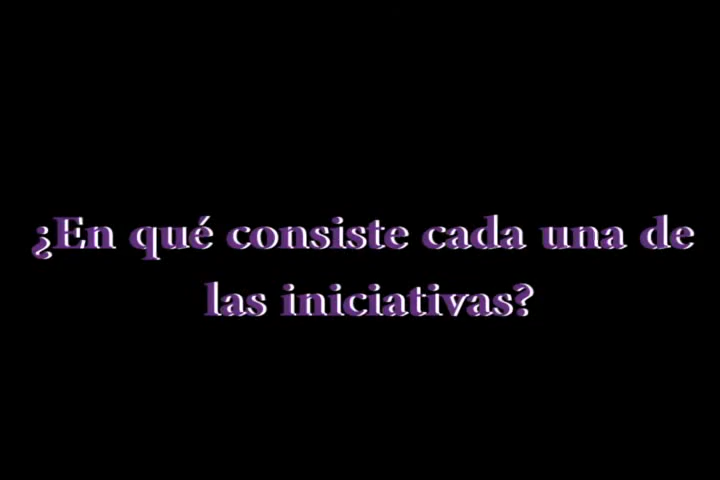 ¿En qué consiste cada una de
las iniciativas?